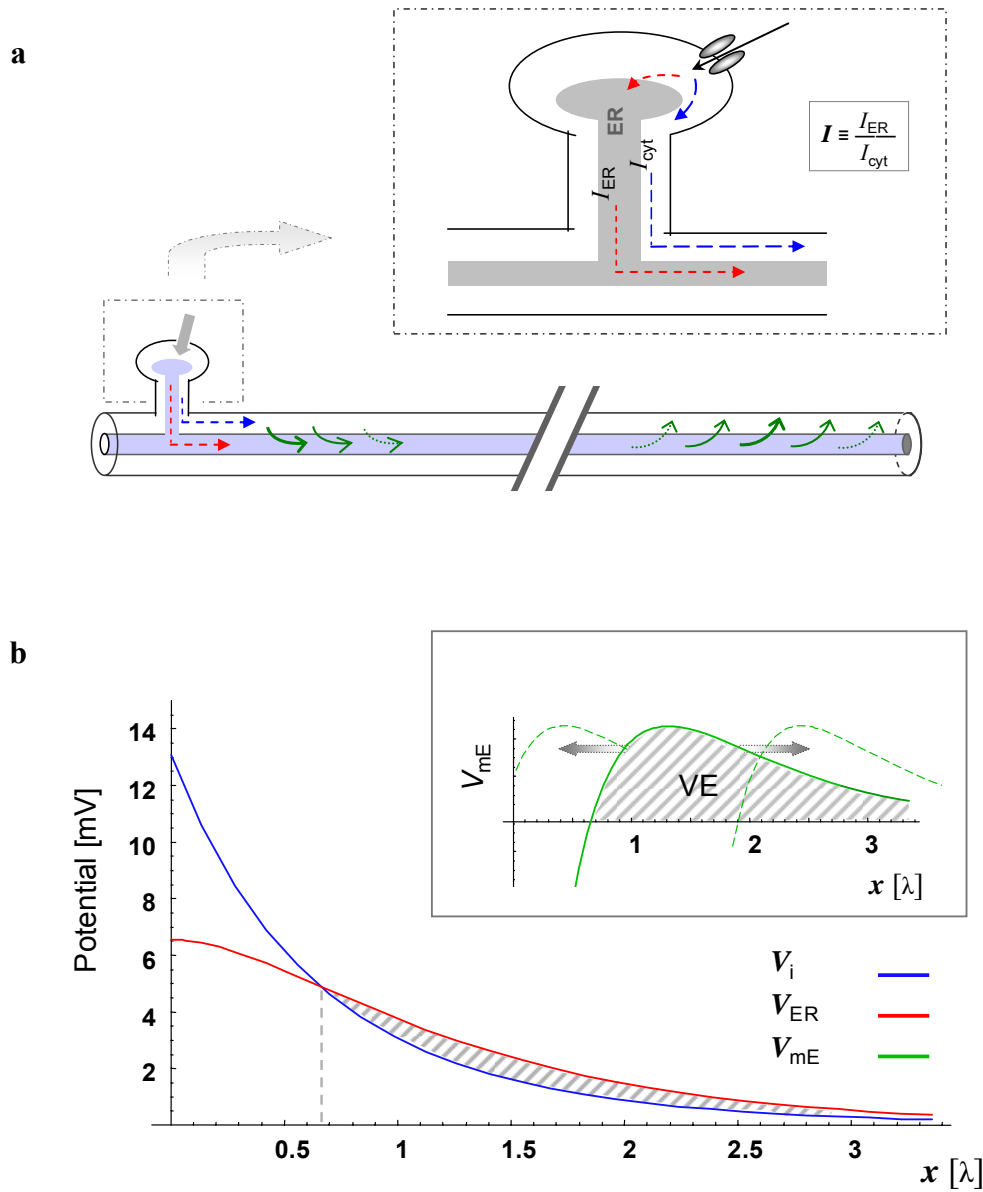 a
ER
I_ER
I_cyt
I ≡ I_ER / I_cyt
b
V_mE
VE
1 2 3
x [λ]
Potential [mV]
14
12
10
8
6
4
2
V_i
V_ER
V_mE
0.5 1 1.5 2 2.5 3
x [λ]